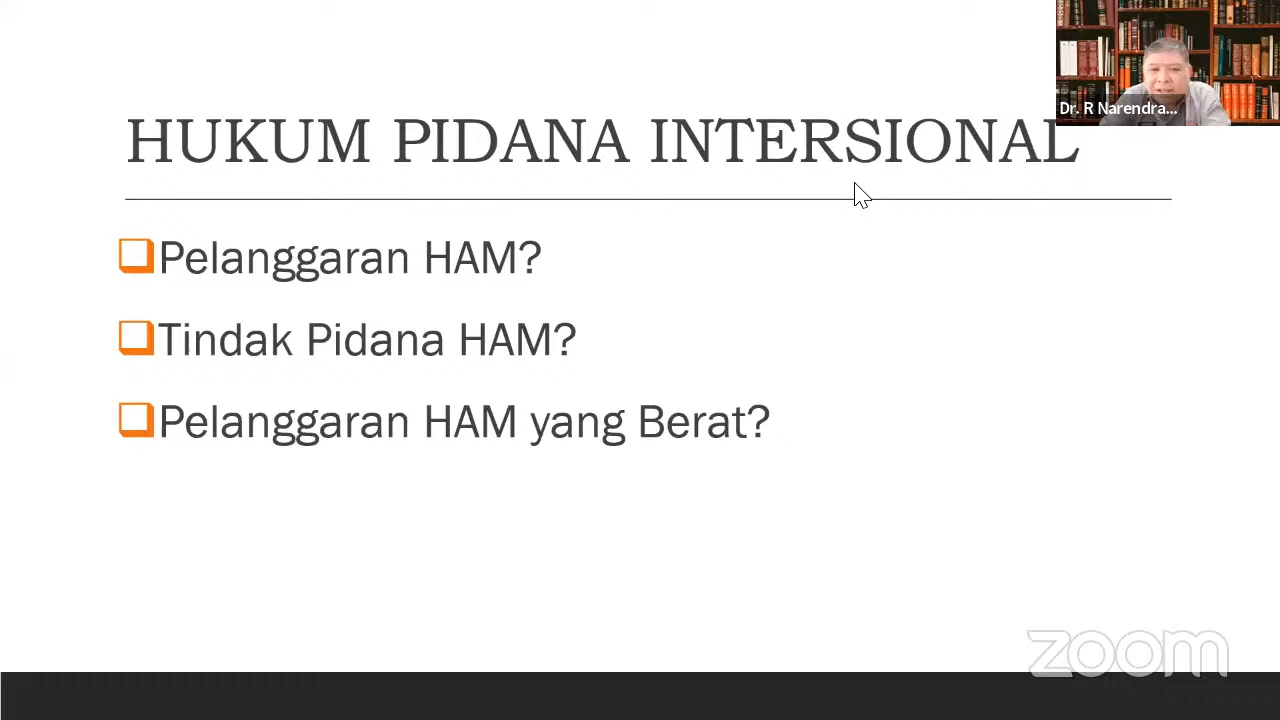 HUKUM PIDANA INTERSIONAL
Dr. R Narendra...
Pelanggaran HAM?
Tindak Pidana HAM?
Pelanggaran HAM yang Berat?
zoom